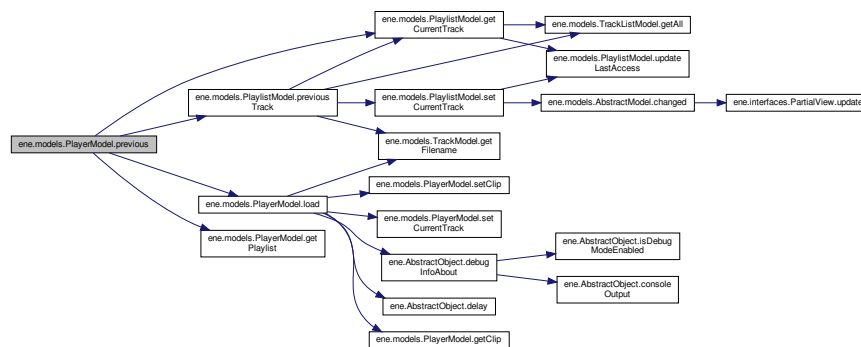 ene.models.PlayerModel.previous
ene.models.PlaylistModel.get
CurrentTrack
ene.models.PlaylistModel.previous
Track
ene.models.PlayerModel.load
ene.models.PlayerModel.get
Playlist
ene.models.TrackListModel.getAll
ene.models.PlaylistModel.update
LastAccess
ene.models.PlaylistModel.set
CurrentTrack
ene.models.AbstractModel.changed
ene.interfaces.PartialView.update
ene.models.TrackModel.get
Filename
ene.models.PlayerModel.setClip
ene.models.PlayerModel.set
CurrentTrack
ene.AbstractObject.debug
InfoAbout
ene.AbstractObject.isDebug
ModeEnabled
ene.AbstractObject.console
Output
ene.AbstractObject.delay
ene.models.PlayerModel.getClip